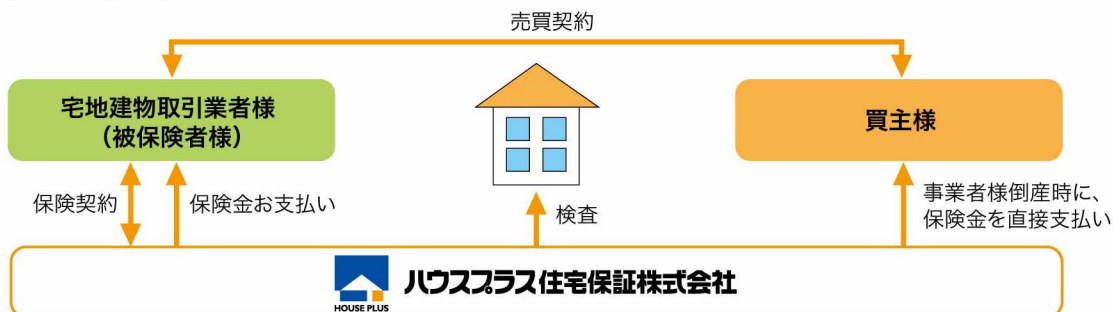 売買契約
宅地建物取引業者様
（被保険者様）
買主様
保険契約
保険金お支払い
検査
事業者様倒産時に、
保険金を直接支払い
HOUSE PLUS
ハウスプラス住宅保証株式会社